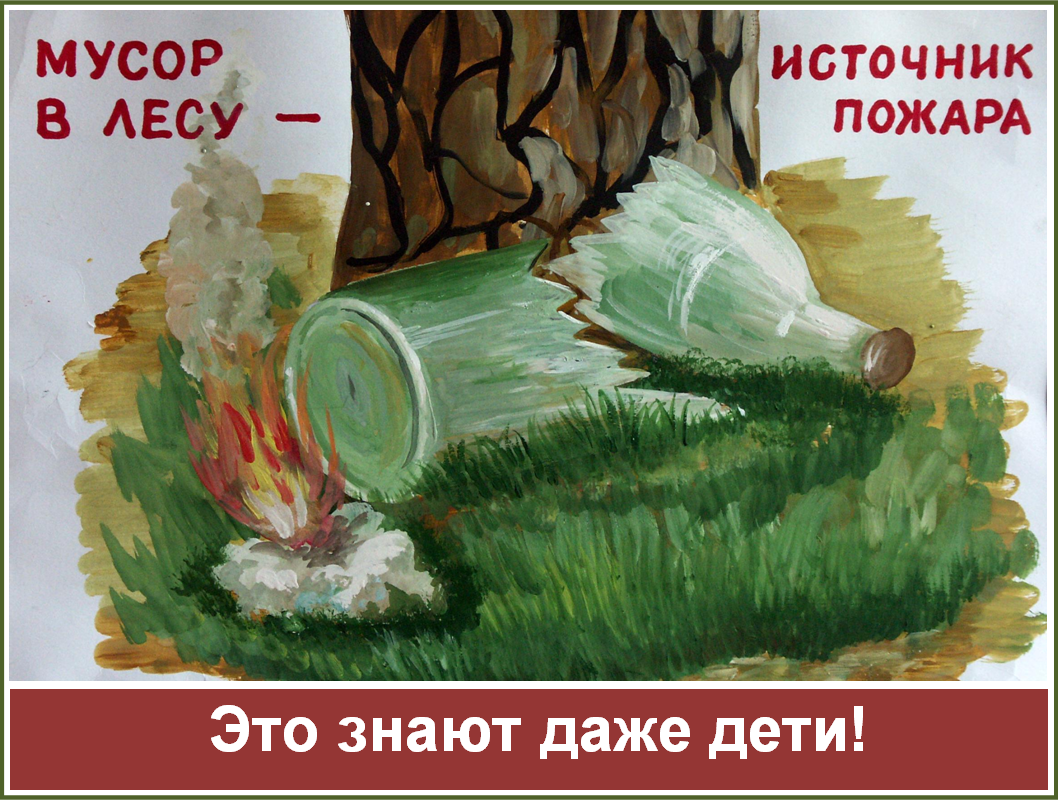 МУСОР
В ЛЕСУ —
ИСТОЧНИК
ПОЖАРА
Это знают даже дети!